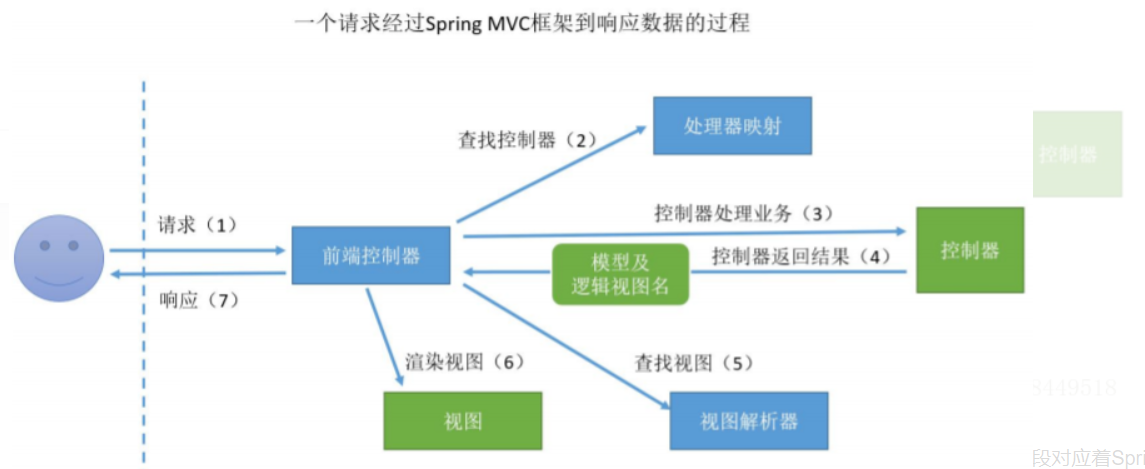 一个请求经过Spring MVC框架到响应数据的过程
处理器映射
查找控制器（2）
控制器
请求（1）
控制器处理业务（3）
前端控制器
模型及
逻辑视图名
控制器返回结果（4）
控制器
响应（7）
渲染视图（6）
查找视图（5）
视图
视图解析器
段对应着Spri